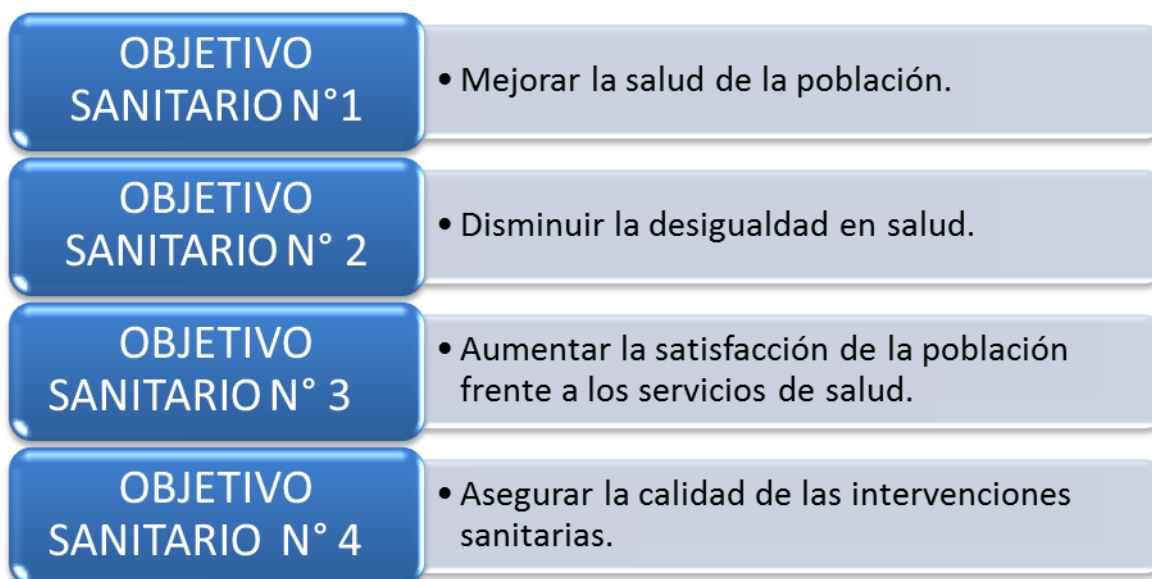 OBJETIVO
SANITARIO N°1
• Mejorar la salud de la población.
OBJETIVO
SANITARIO N° 2
• Disminuir la desigualdad en salud.
OBJETIVO
SANITARIO N° 3
• Aumentar la satisfacción de la población
frente a los servicios de salud.
OBJETIVO
SANITARIO N° 4
• Asegurar la calidad de las intervenciones
sanitarias.